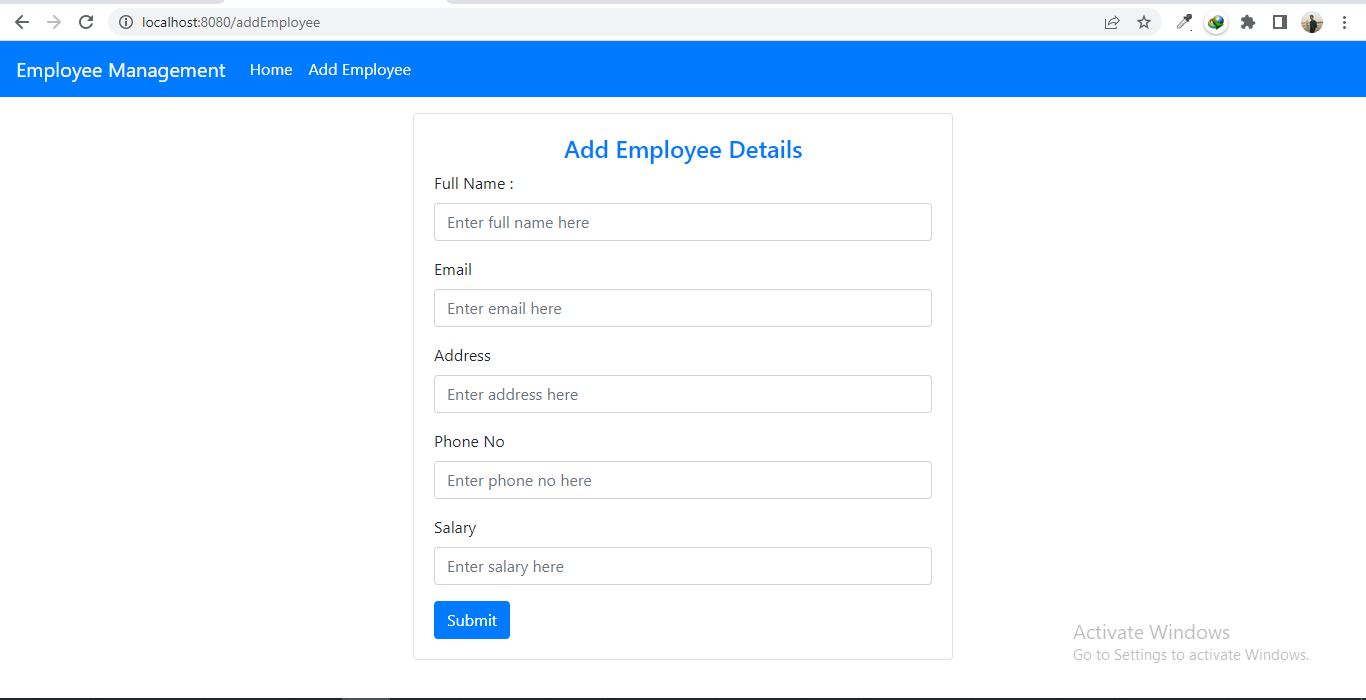 localhost:8080/addEmployee
Employee Management Home Add Employee
Add Employee Details
Full Name :
Enter full name here
Email
Enter email here
Address
Enter address here
Phone No
Enter phone no here
Salary
Enter salary here
Submit
Activate Windows
Go to Settings to activate Windows.